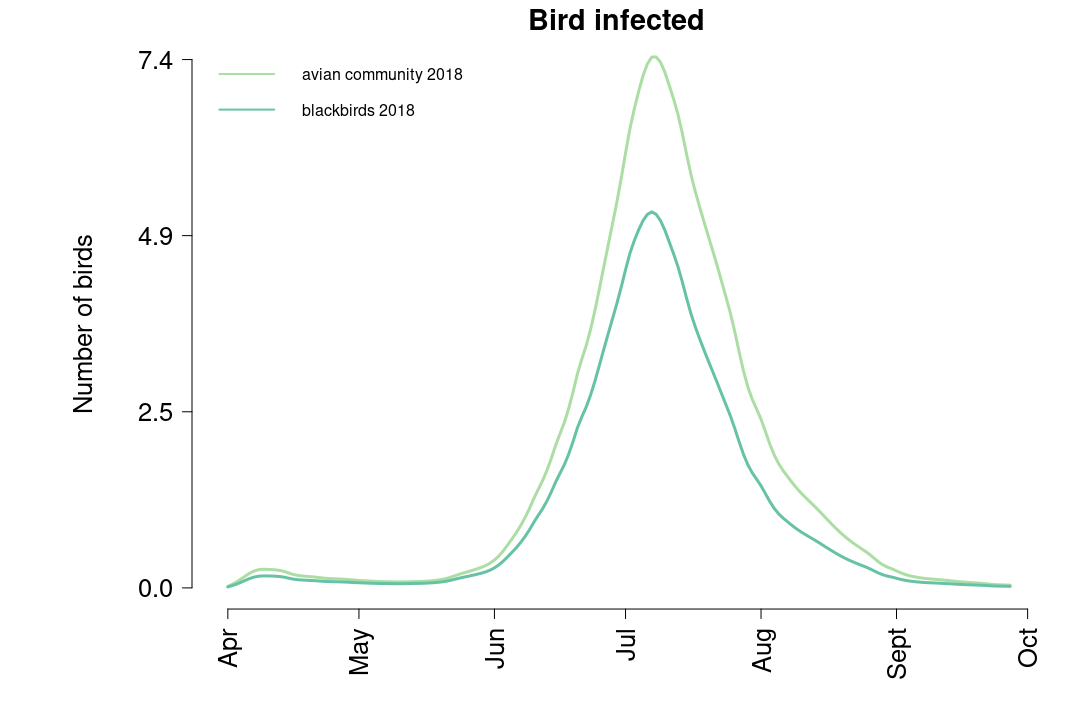 Bird infected
avian community 2018
blackbirds 2018
Number of birds
7.4
4.9
2.5
0.0
Apr
May
Jun
Jul
Aug
Sept
Oct